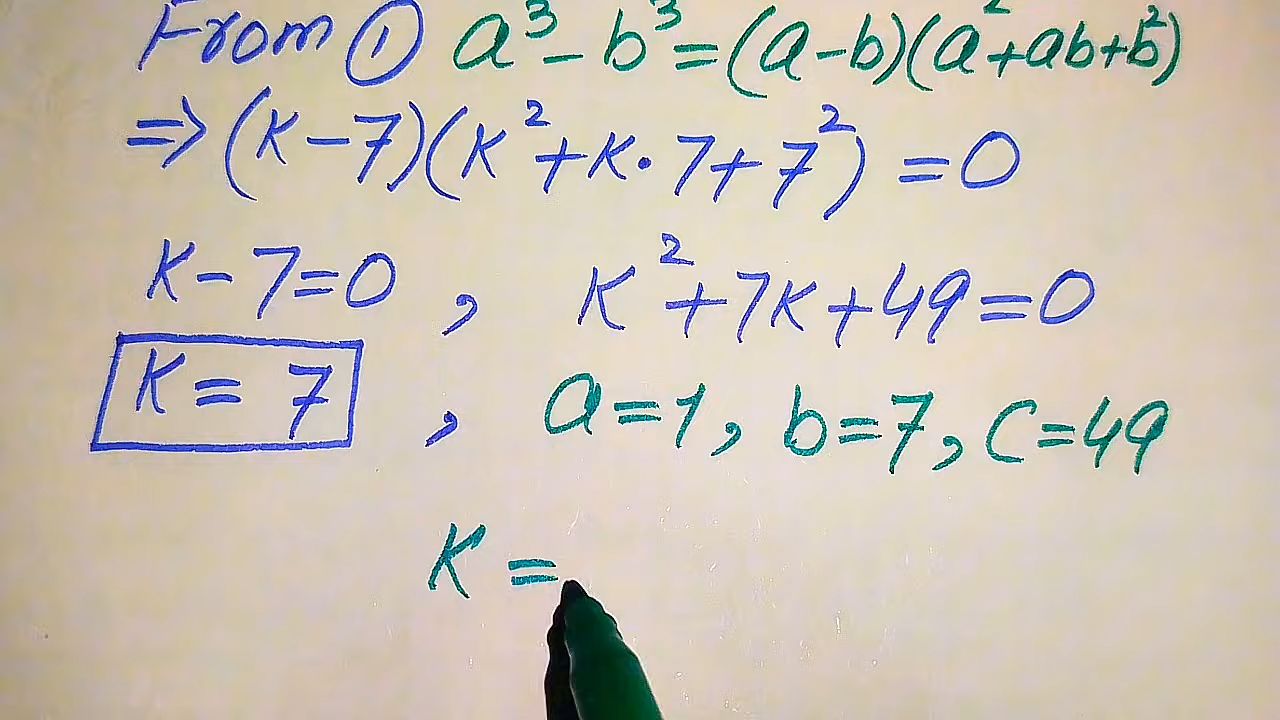 From ① a³-b³=(a-b)(a²+ab+b²)
⇒ (K-7)(K²+K·7+7²)=0
K-7=0 , K²+7K+49=0
K= 7 , a=1, b=7, C=49
K =